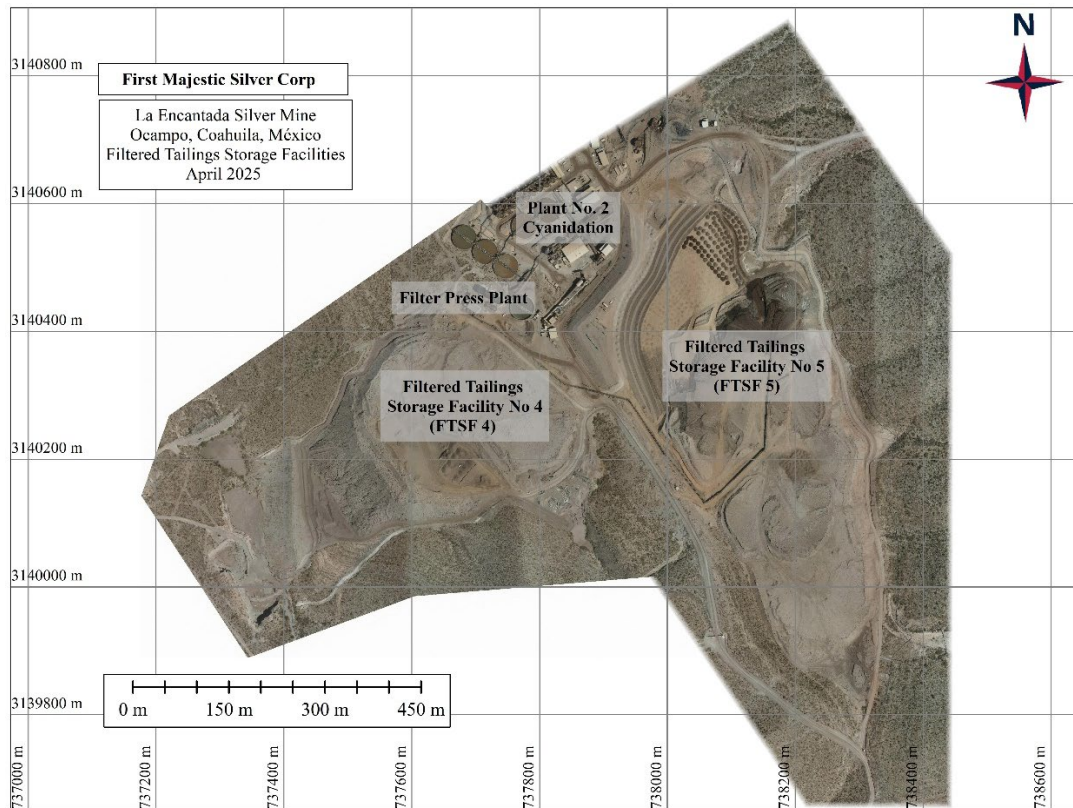 N
3140800 m
First Majestic Silver Corp
La Encantada Silver Mine
Ocampo, Coahuila, México
Filtered Tailings Storage Facilities
April 2025
3140600 m
Plant No. 2
Cyanidation
Filter Press Plant
3140400 m
Filtered Tailings
Storage Facility No 5
(FTSF 5)
Filtered Tailings
Storage Facility No 4
(FTSF 4)
3140200 m
3140000 m
3139800 m
0 m 150 m 300 m 450 m
737000 m
737200 m
737400 m
737600 m
737800 m
738000 m
738200 m
738400 m
738600 m